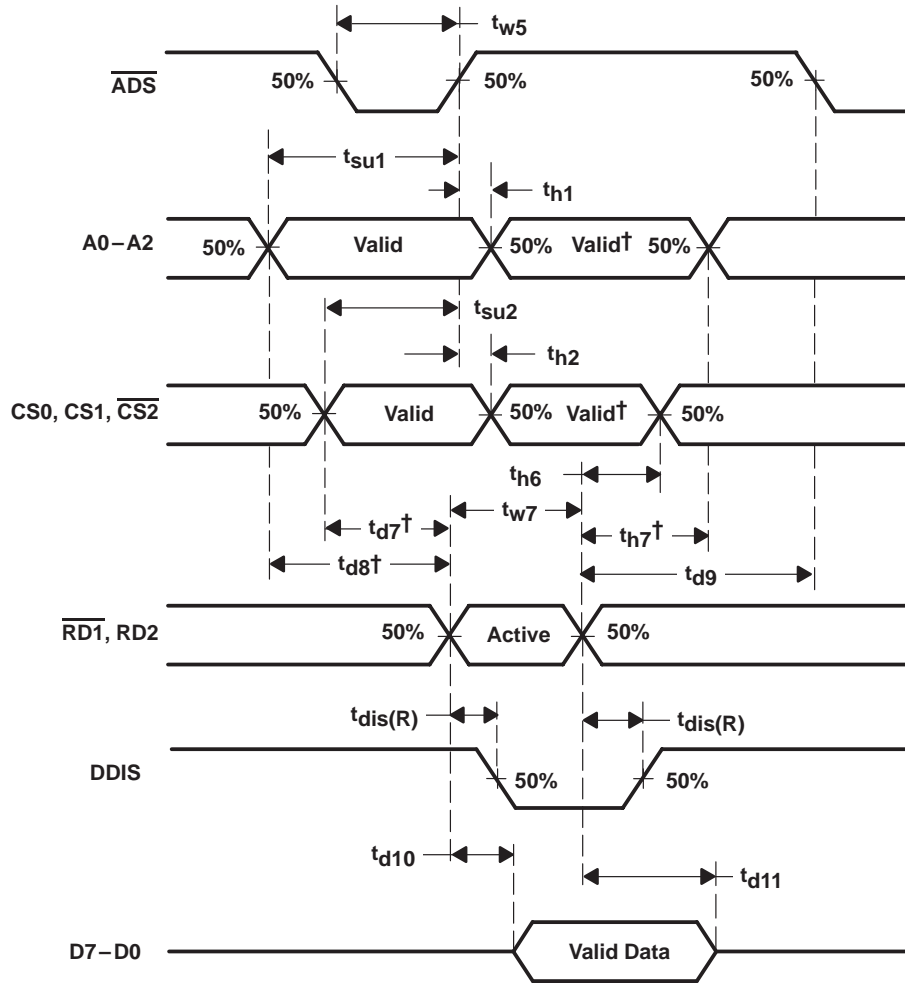 tw5
ADS 50% 50% 50%
tsu1
th1
A0–A2 50% Valid 50% Valid† 50%
tsu2
th2
CS0, CS1, CS2 50% Valid 50% Valid† 50%
th6
tw7
td7† th7†
td8† td9
RD1, RD2 50% Active 50%
tdis(R) tdis(R)
DDIS 50% 50%
td10
td11
D7–D0 Valid Data